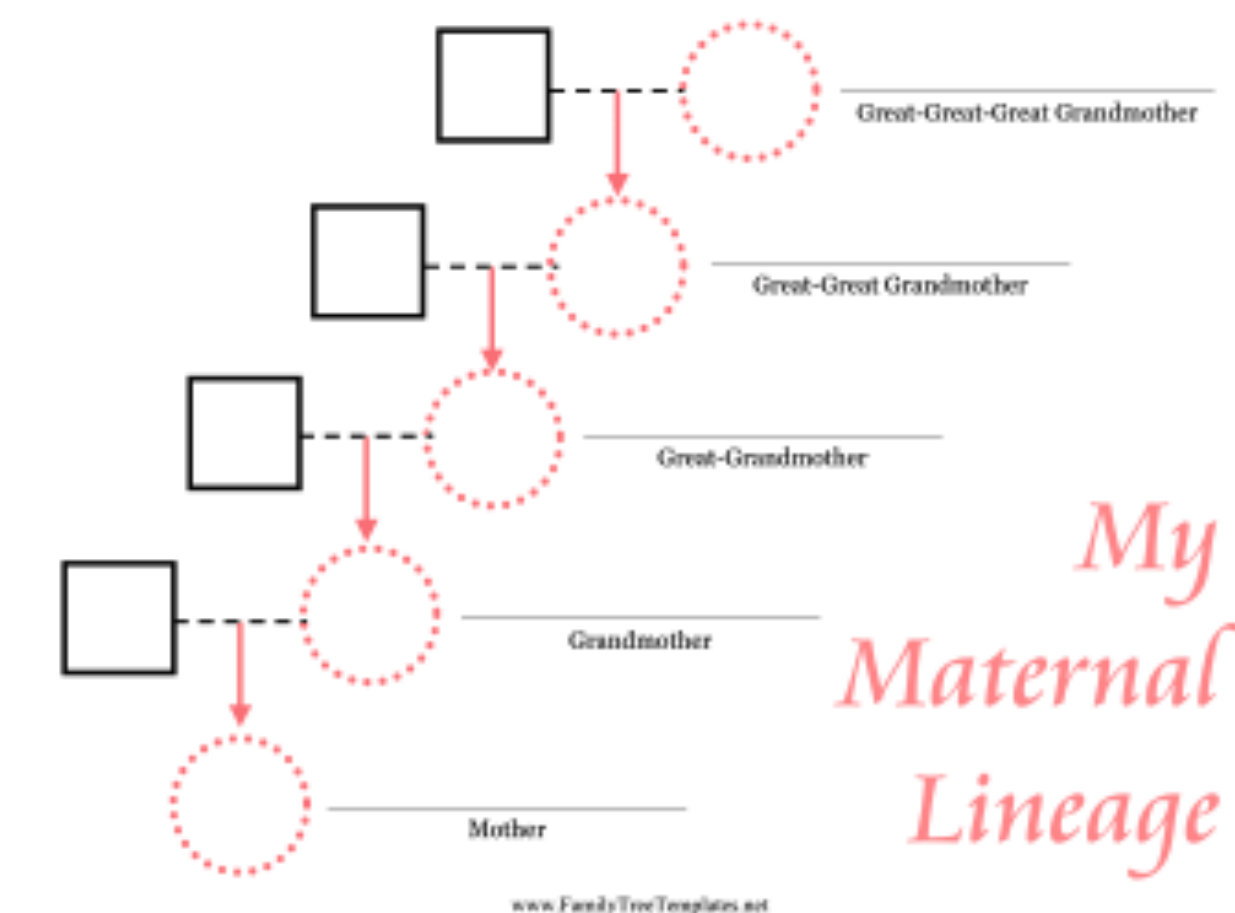 Great-Great-Great Grandmother
Great-Great Grandmother
Great-Grandmother
Grandmother
Mother
My
Maternal
Lineage
www.FamilyTreeTemplates.net